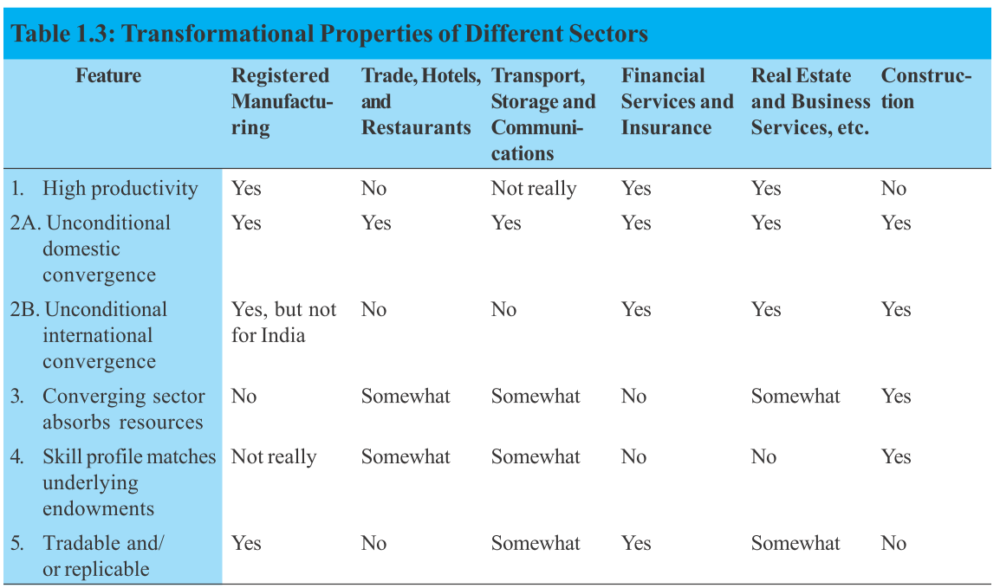 Table 1.3: Transformational Properties of Different Sectors
Feature Registered Trade, Hotels, Transport, Financial Real Estate Construc-
Manufactu- and Storage and Services and and Business tion
ring Restaurants Communi- Insurance Services, etc.
cations
1. High productivity Yes No Not really Yes Yes No
2A. Unconditional Yes Yes Yes Yes Yes Yes
domestic
convergence
2B. Unconditional Yes, but not No No Yes Yes Yes
international for India
convergence
3. Converging sector No Somewhat Somewhat No Somewhat Yes
absorbs resources
4. Skill profile matches Not really Somewhat Somewhat No No Yes
underlying
endowments
5. Tradable and/ Yes No Somewhat Yes Somewhat No
or replicable